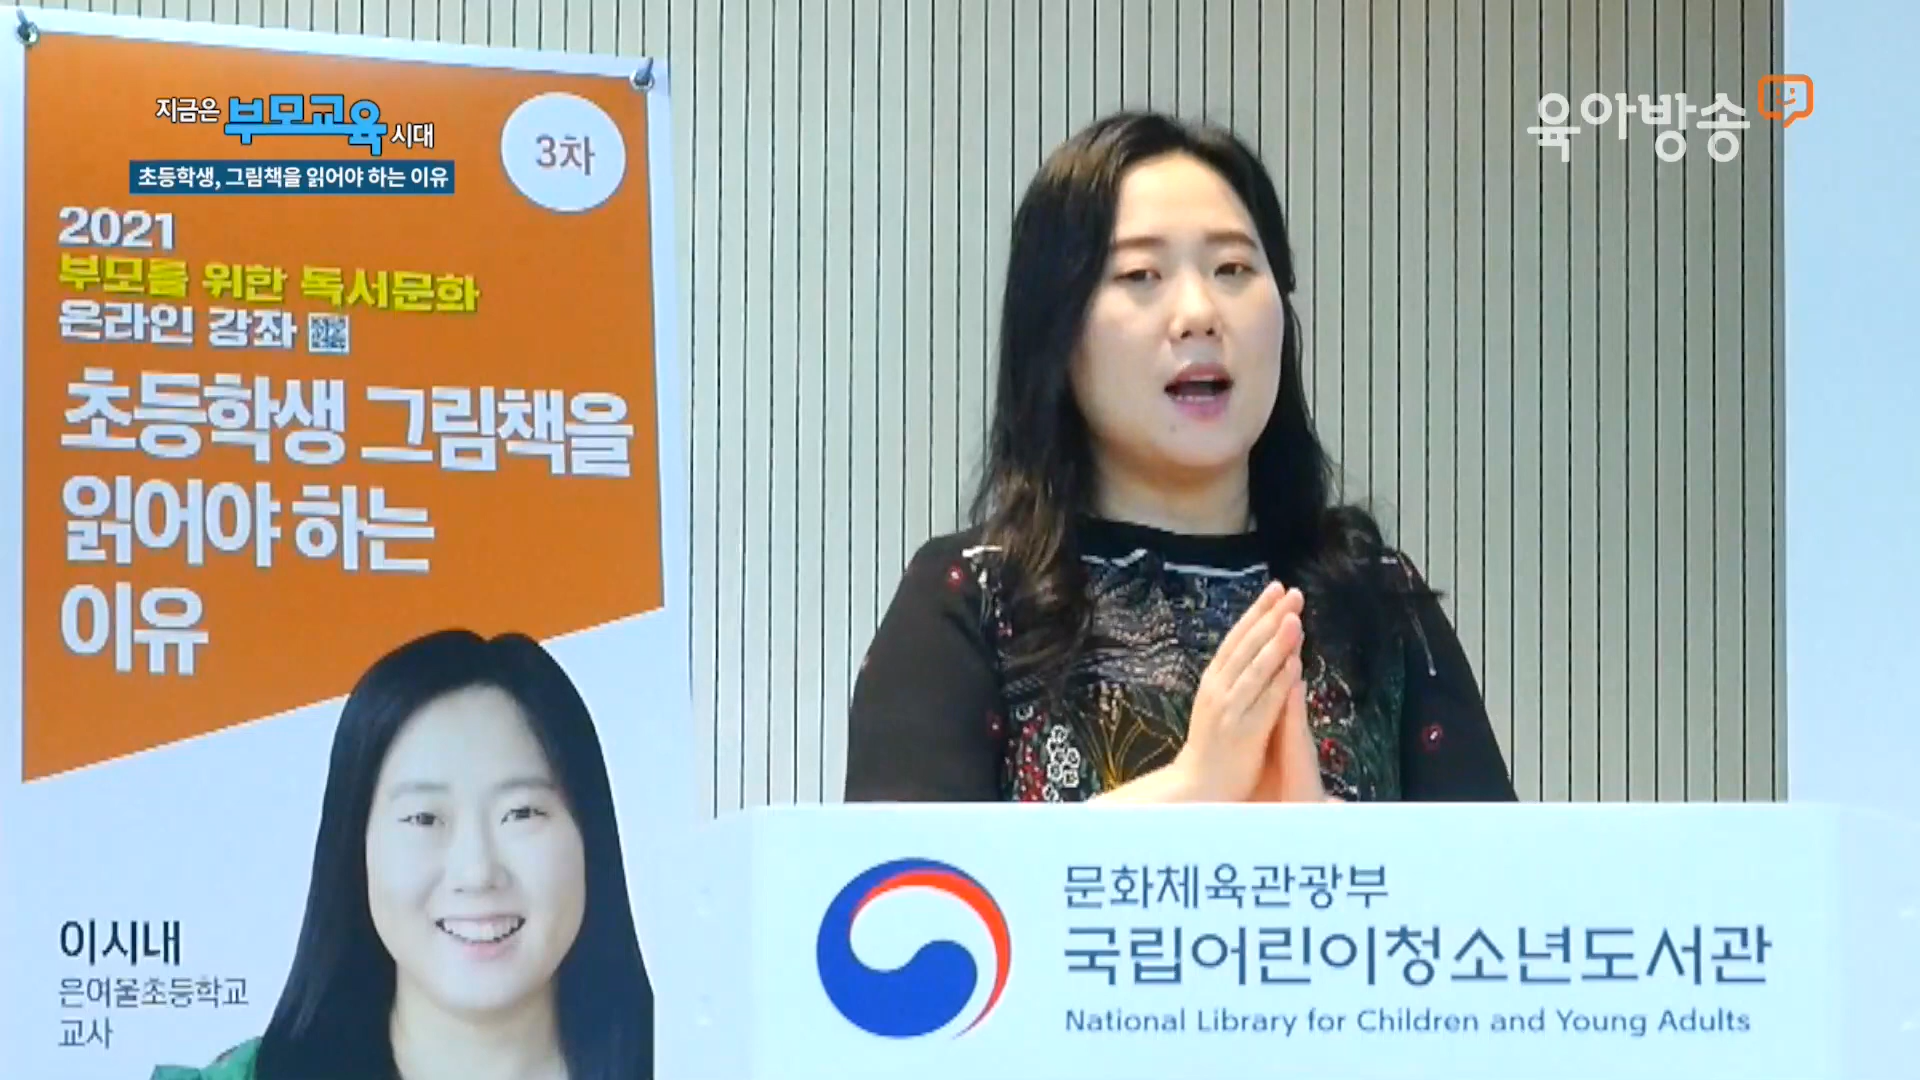 지금은 부모교육 시대
초등학생, 그림책을 읽어야 하는 이유
3차
2021
부모를 위한 독서문화
온라인 강좌
초등학생 그림책을
읽어야 하는
이유
이시내
은여울초등학교
교사
육아방송
문화체육관광부
국립어린이청소년도서관
National Library for Children and Young Adults